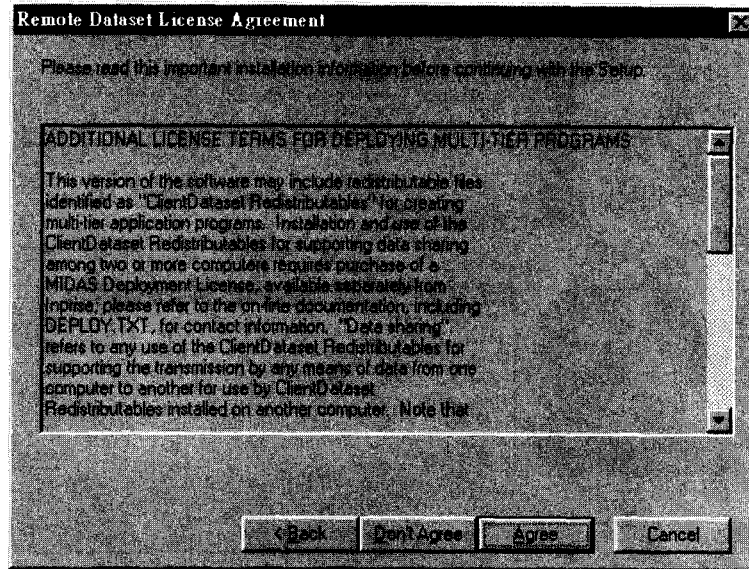 Remote Dataset License Agreement
Please read this important installation information before continuing with the Setup.
ADDITIONAL LICENSE TERMS FOR DEPLOYING MULTI-TIER PROGRAMS
This version of the software may include redistributable files
identified as "ClientDataset Redistributables" for creating
multi-tier application programs. Installation and use of the
ClientDataset Redistributables for supporting data sharing
among two or more computers requires purchase of a
MIDAS Deployment License, available separately from
Inprise; please refer to the on-line documentation, including
DEPLOY.TXT, for contact information. "Data sharing"
refers to any use of the ClientDataset Redistributables for
supporting the transmission by any means of data from one
computer to another for use by ClientDataset
Redistributables installed on another computer. Note that
< Back
Don't Agree
Agree
Cancel